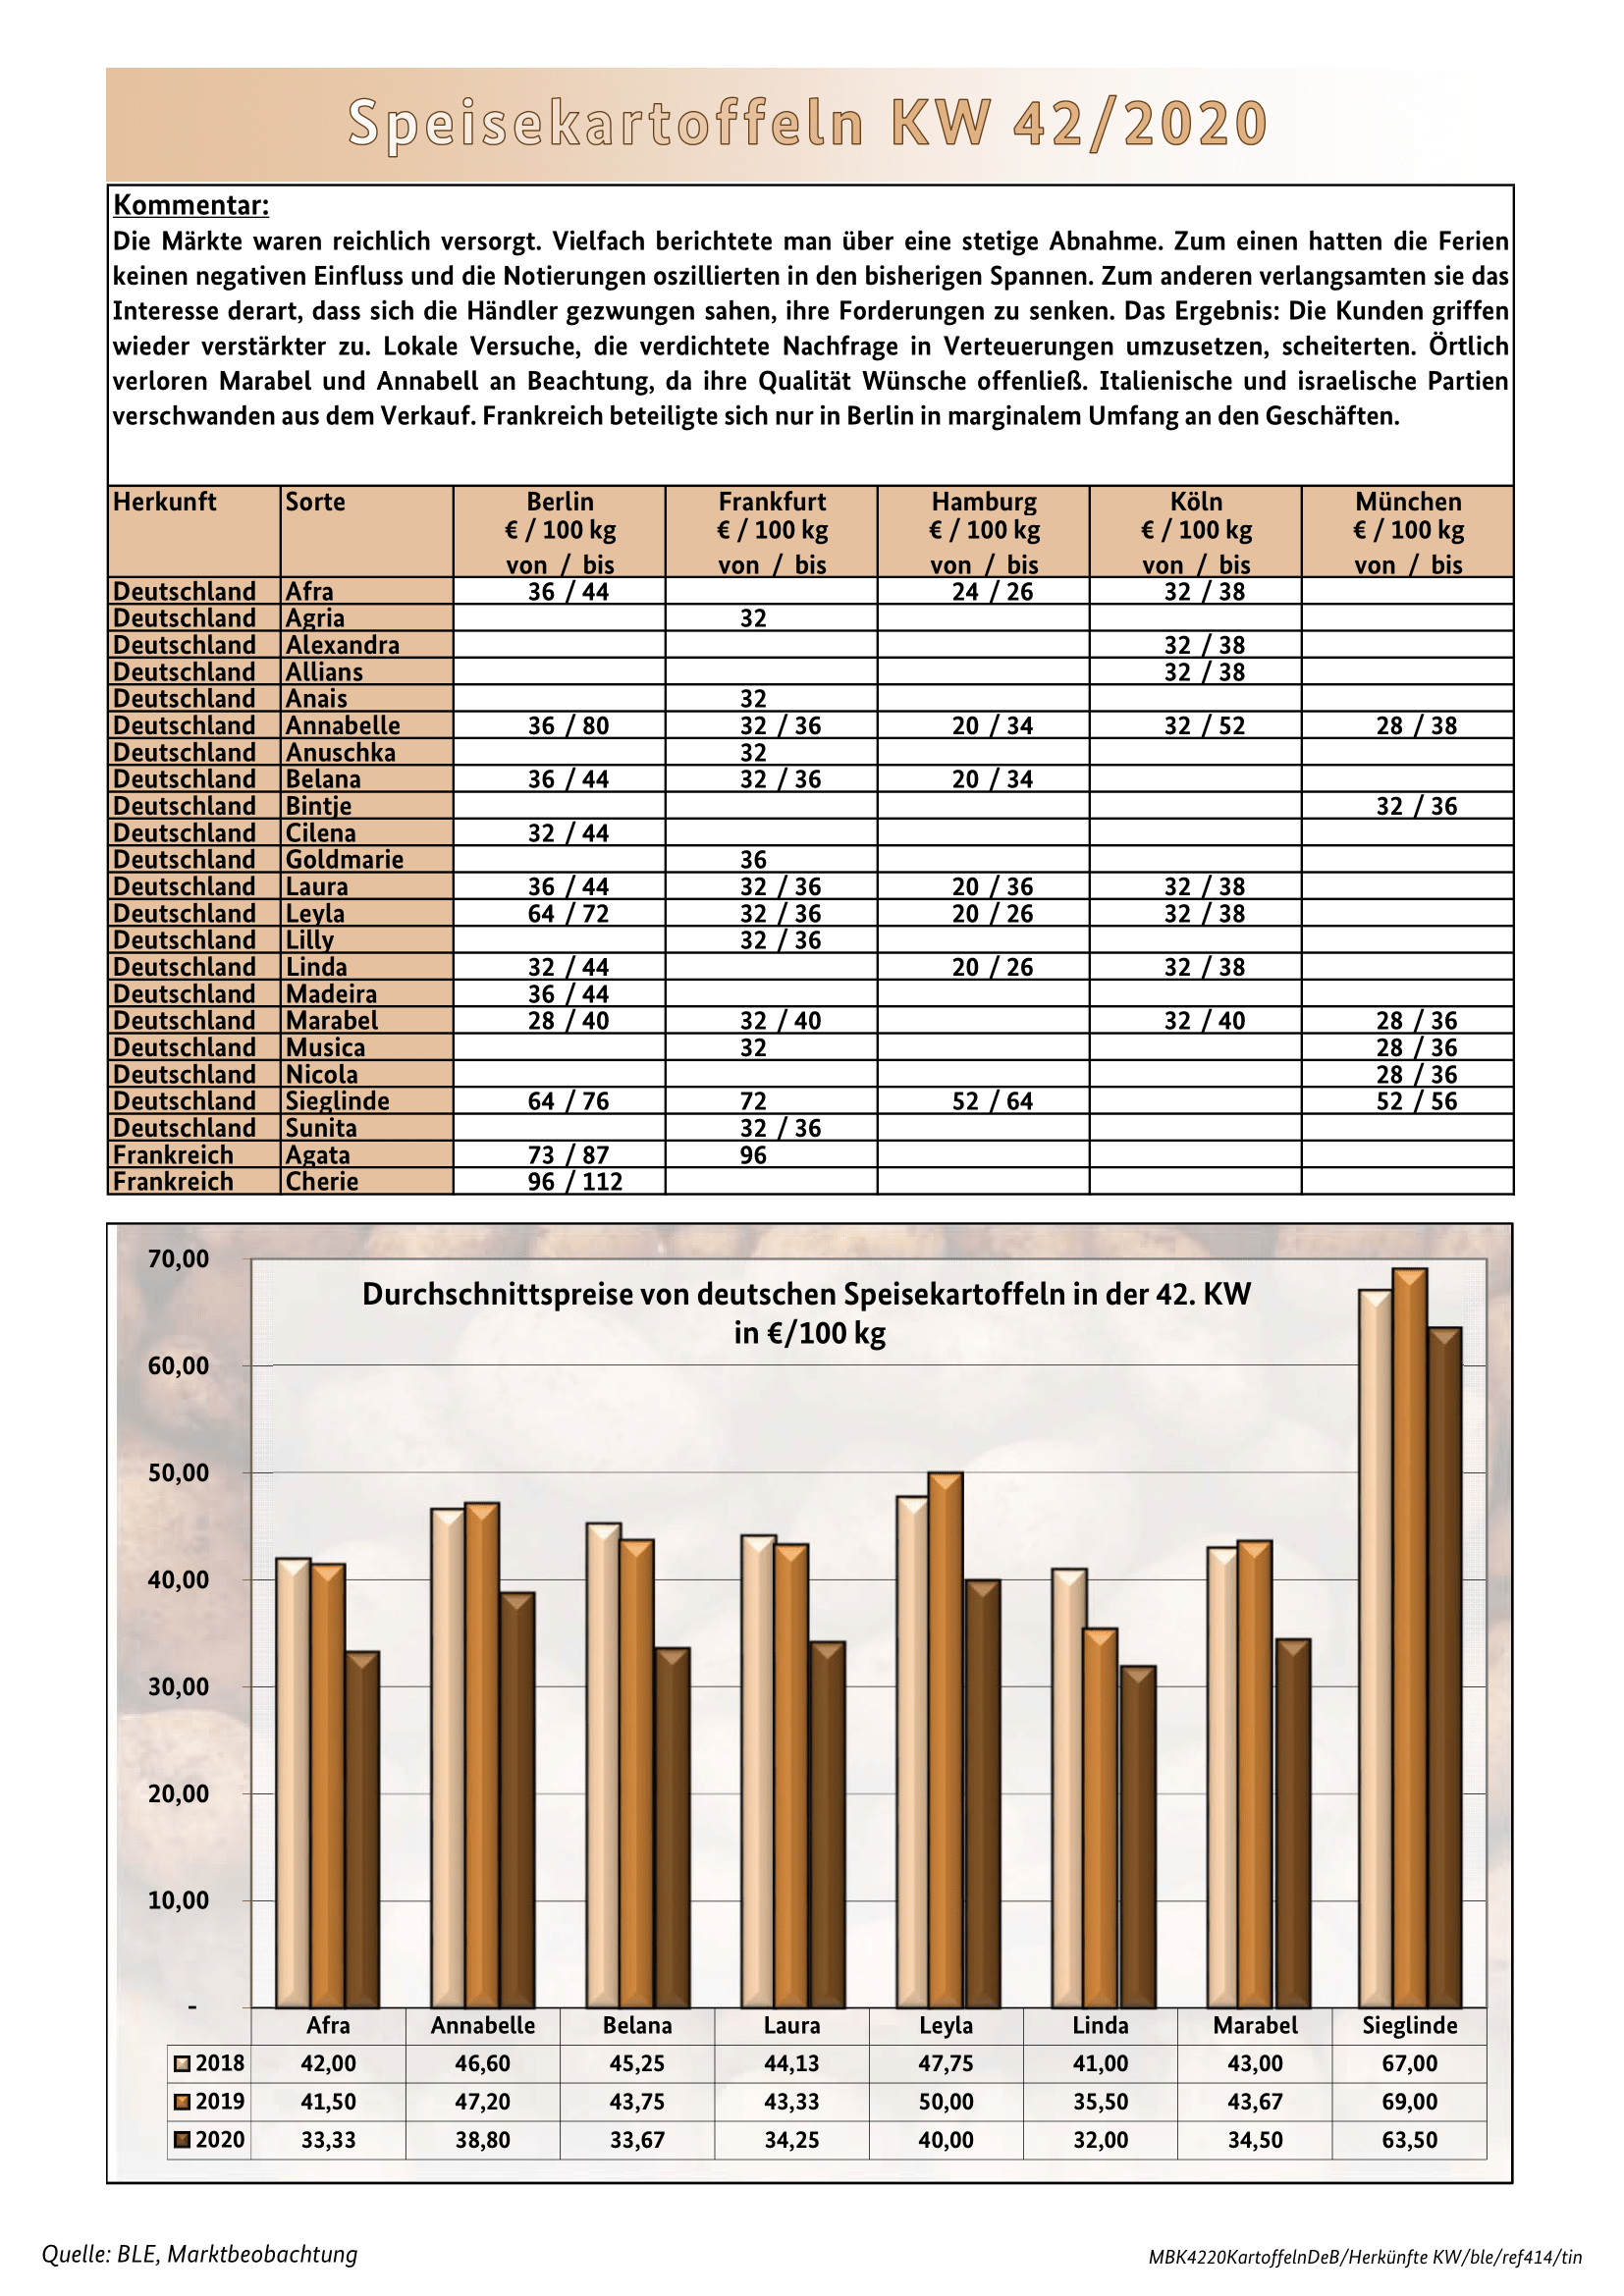 Speisekartoffeln KW 42/2020
Kommentar:
Die Märkte waren reichlich versorgt. Vielfach berichtete man über eine stetige Abnahme. Zum einen hatten die Ferien
keinen negativen Einfluss und die Notierungen oszillierten in den bisherigen Spannen. Zum anderen verlangsamten sie das
Interesse derart, dass sich die Händler gezwungen sahen, ihre Forderungen zu senken. Das Ergebnis: Die Kunden griffen
wieder verstärkter zu. Lokale Versuche, die verdichtete Nachfrage in Verteuerungen umzusetzen, scheiterten. Örtlich
verloren Marabel und Annabell an Beachtung, da ihre Qualität Wünsche offenließ. Italienische und israelische Partien
verschwanden aus dem Verkauf. Frankreich beteiligte sich nur in Berlin in marginalem Umfang an den Geschäften.
Herkunft Sorte Berlin Frankfurt Hamburg Köln München
€ / 100 kg € / 100 kg € / 100 kg € / 100 kg € / 100 kg
von / bis von / bis von / bis von / bis von / bis
Deutschland Afra 36 / 44 24 / 26 32 / 38
Deutschland Agria 32
Deutschland Alexandra 32 / 38
Deutschland Allians 32 / 38
Deutschland Anais 32
Deutschland Annabelle 36 / 80 32 / 36 20 / 34 32 / 52 28 / 38
Deutschland Anuschka 32
Deutschland Belana 36 / 44 32 / 36 20 / 34
Deutschland Bintje 32 / 36
Deutschland Cilena 32 / 44
Deutschland Goldmarie 36
Deutschland Laura 36 / 44 32 / 36 20 / 36 32 / 38
Deutschland Leyla 64 / 72 32 / 36 20 / 26 32 / 38
Deutschland Lilly 32 / 36
Deutschland Linda 32 / 44 20 / 26 32 / 38
Deutschland Madeira 36 / 44
Deutschland Marabel 28 / 40 32 / 40 32 / 40 28 / 36
Deutschland Musica 32 28 / 36
Deutschland Nicola 28 / 36
Deutschland Sieglinde 64 / 76 72 52 / 64 52 / 56
Deutschland Sunita 32 / 36
Frankreich Agata 73 / 87 96
Frankreich Cherie 96 / 112
Durchschnittspreise von deutschen Speisekartoffeln in der 42. KW
in €/100 kg
70,00
60,00
50,00
40,00
30,00
20,00
10,00
-
Afra Annabelle Belana Laura Leyla Linda Marabel Sieglinde
2018 42,00 46,60 45,25 44,13 47,75 41,00 43,00 67,00
2019 41,50 47,20 43,75 43,33 50,00 35,50 43,67 69,00
2020 33,33 38,80 33,67 34,25 40,00 32,00 34,50 63,50
Quelle: BLE, Marktbeobachtung
MBK4220KartoffelnDeB/Herkünfte KW/ble/ref414/tin